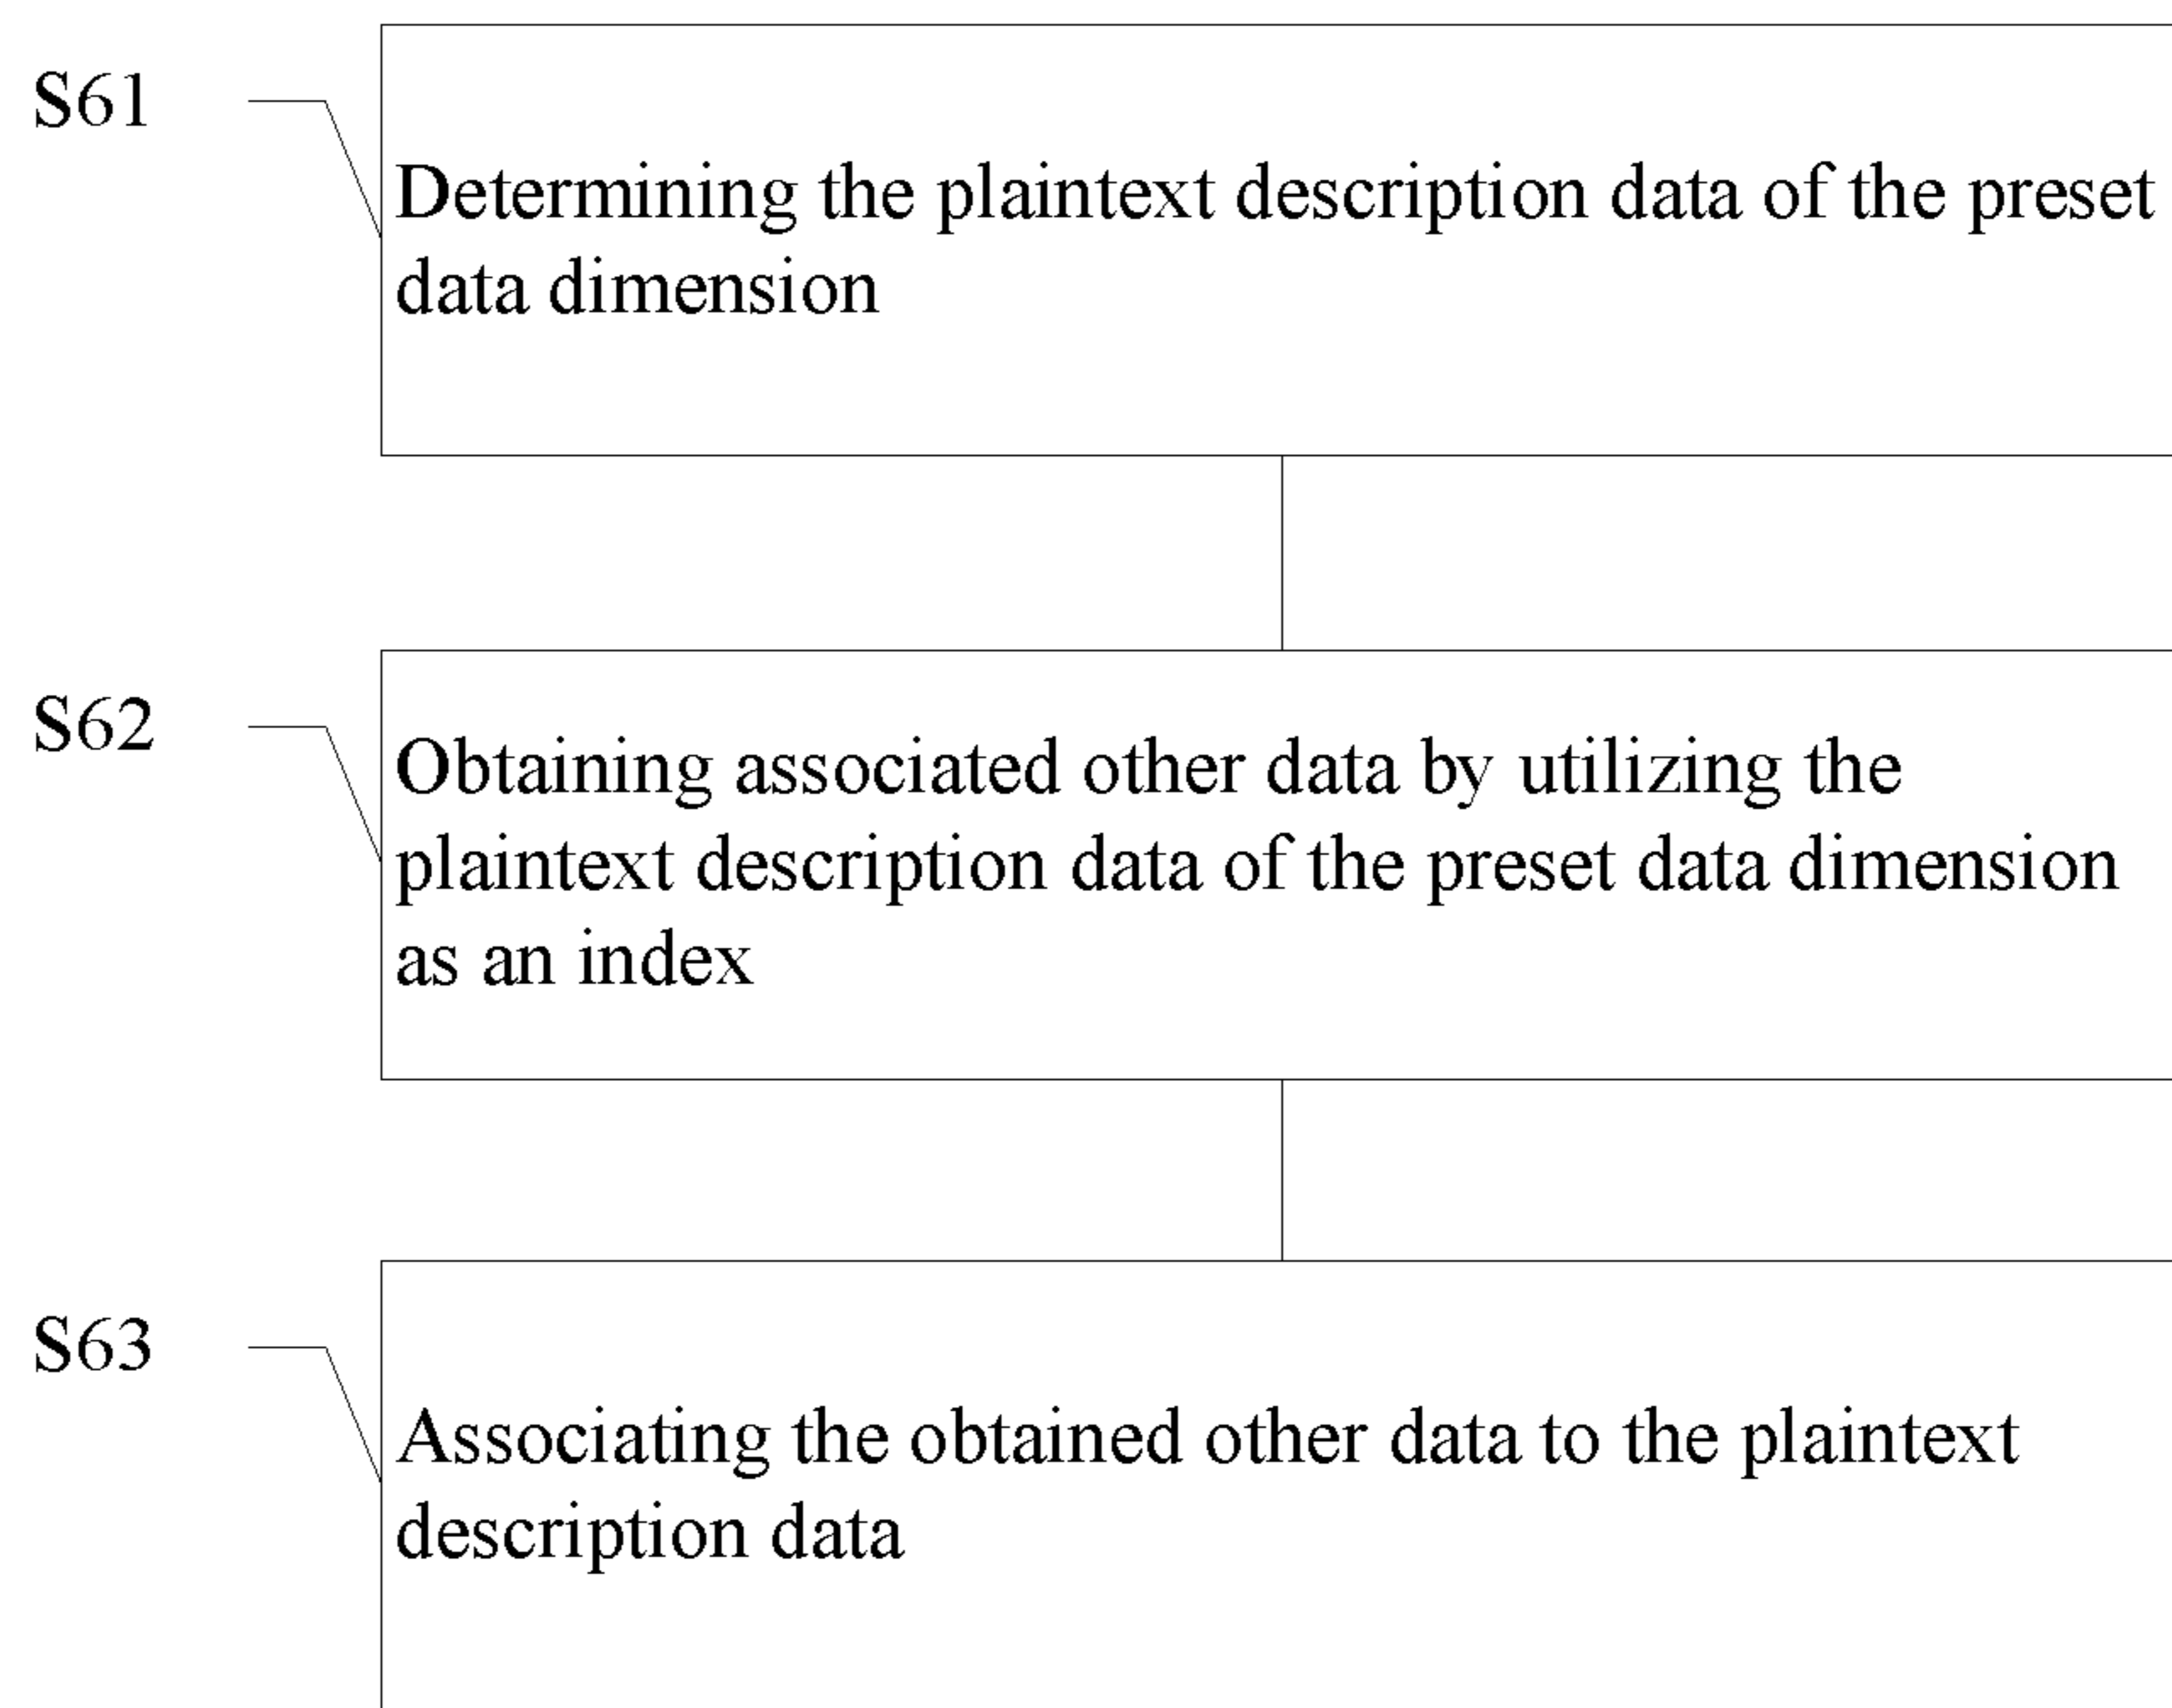 S61
Determining the plaintext description data of the preset
data dimension
S62
Obtaining associated other data by utilizing the
plaintext description data of the preset data dimension
as an index
S63
Associating the obtained other data to the plaintext
description data